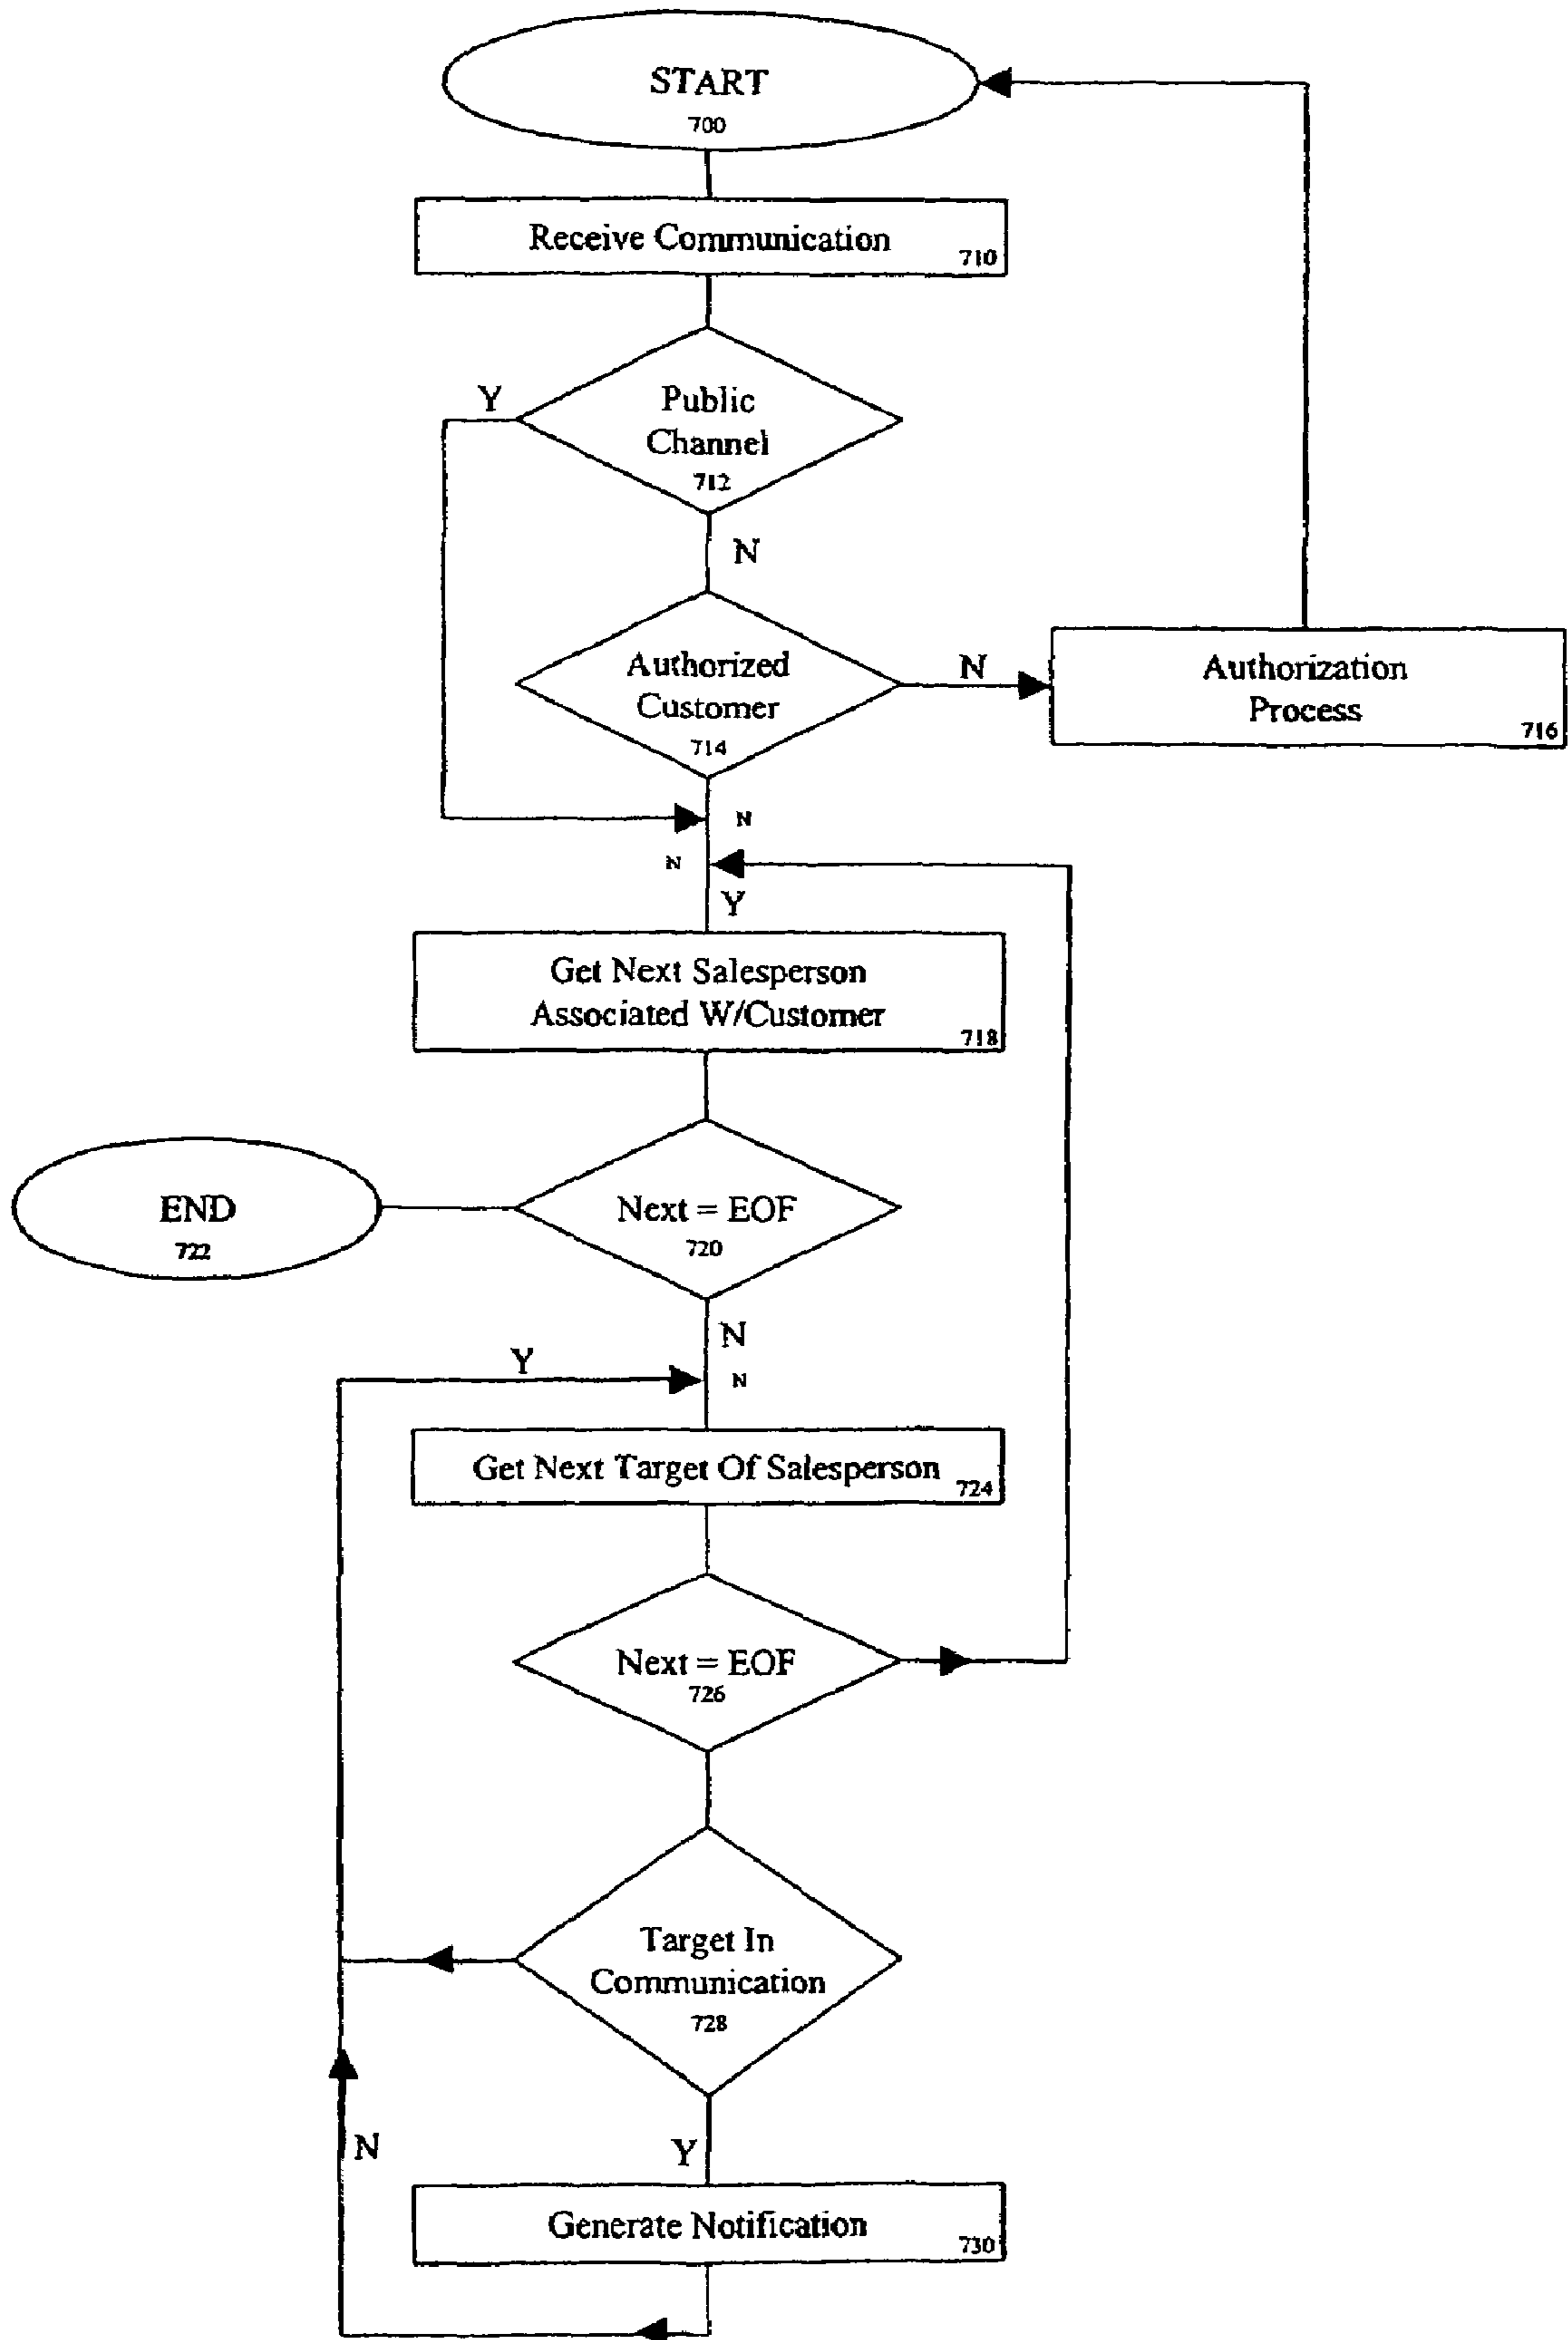 START
700
Receive Communication
710
Y
Public
Channel
712
N
Authorized
Customer
714
N
Authorization
Process
716
N
N
Y
Get Next Salesperson
Associated W/Customer
718
END
722
Next = EOF
720
N
Y
N
Get Next Target Of Salesperson
724
Next = EOF
726
Target In
Communication
728
N
Y
Generate Notification
730